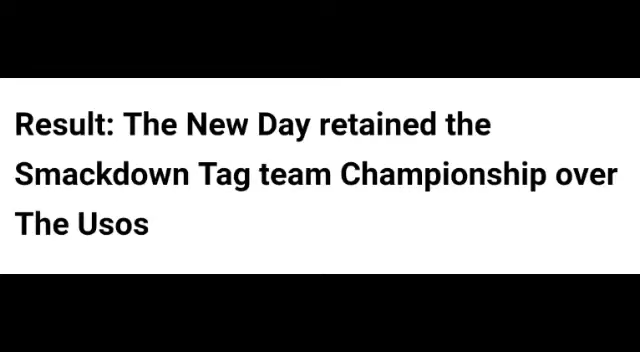 Result: The New Day retained the
Smackdown Tag team Championship over
The Usos